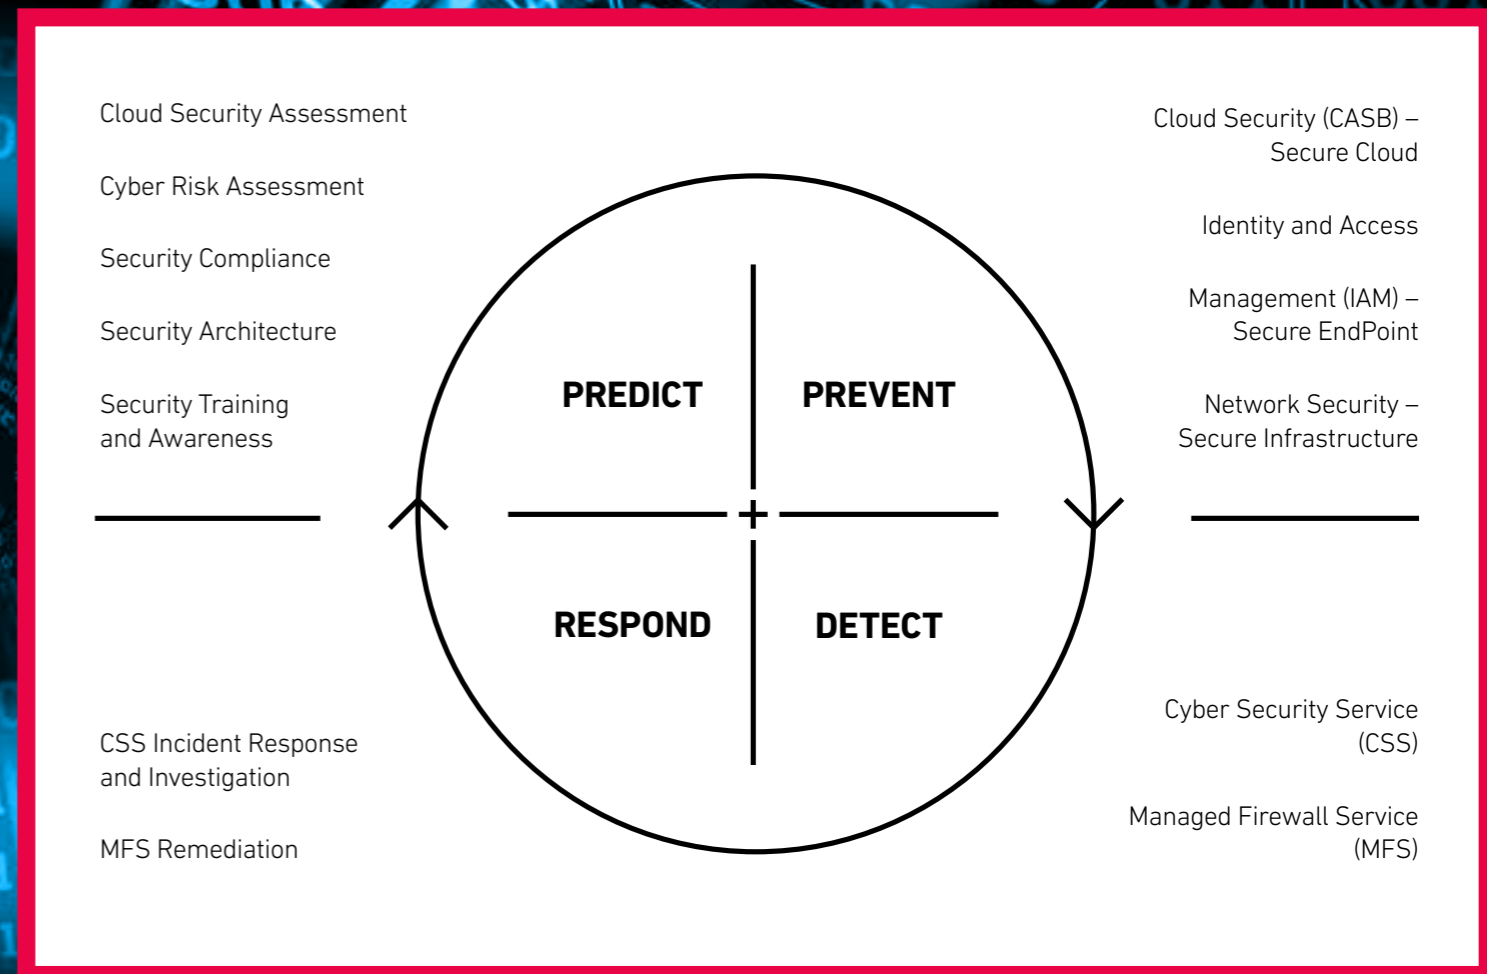 Cloud Security Assessment
Cyber Risk Assessment
Security Compliance
Security Architecture
Security Training
and Awareness
Cloud Security (CASB) –
Secure Cloud
Identity and Access
Management (IAM) –
Secure EndPoint
Network Security –
Secure Infrastructure
PREDICT
PREVENT
RESPOND
DETECT
CSS Incident Response
and Investigation
MFS Remediation
Cyber Security Service
(CSS)
Managed Firewall Service
(MFS)